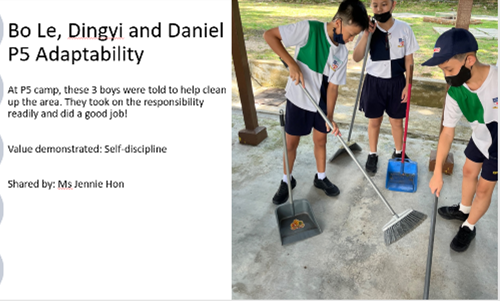 Bo Le, Dingyi and Daniel
P5 Adaptability
At P5 camp, these 3 boys were told to help clean
up the area. They took on the responsibility
readily and did a good job!
Value demonstrated: Self-discipline
Shared by: Ms Jennie Hon